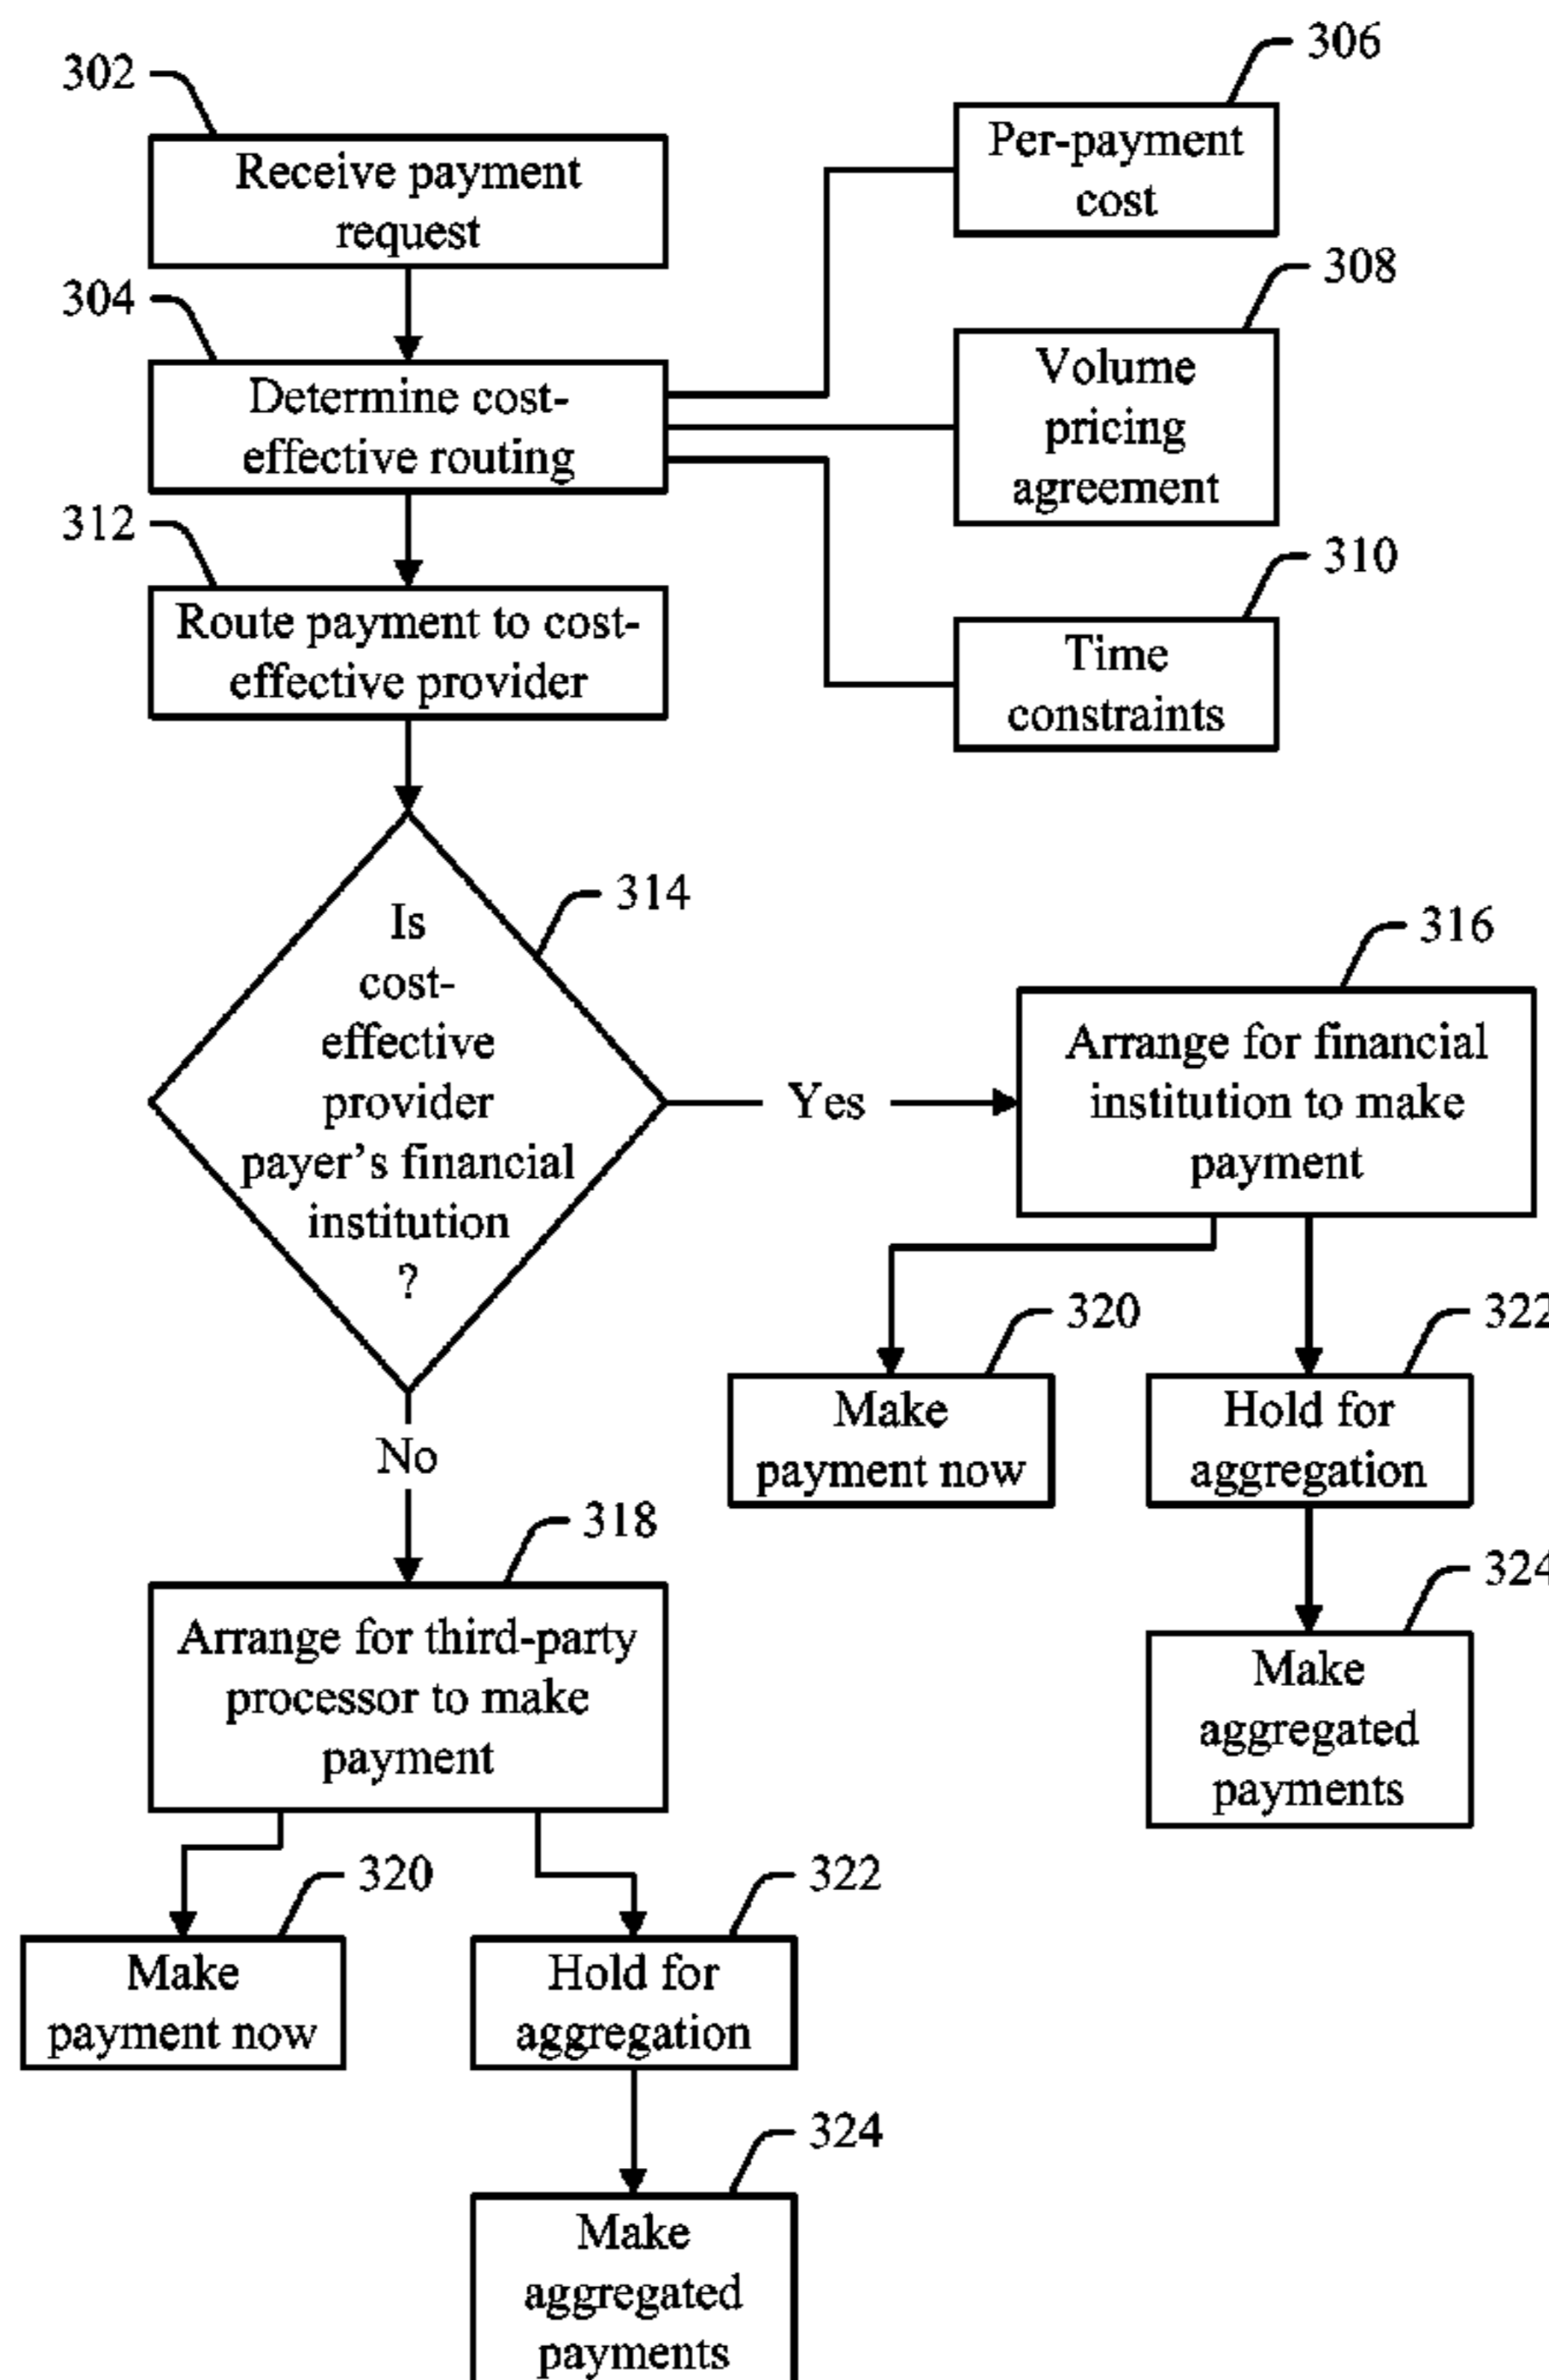 302
Receive payment
request
306
Per-payment
cost
304
Determine cost-
effective routing
308
Volume
pricing
agreement
312
Route payment to cost-
effective provider
310
Time
constraints
314
Is
cost-
effective
provider
payer's financial
institution
?
Yes
316
Arrange for financial
institution to make
payment
320
Make
payment now
322
Hold for
aggregation
324
Make
aggregated
payments
No
318
Arrange for third-party
processor to make
payment
320
Make
payment now
322
Hold for
aggregation
324
Make
aggregated
payments